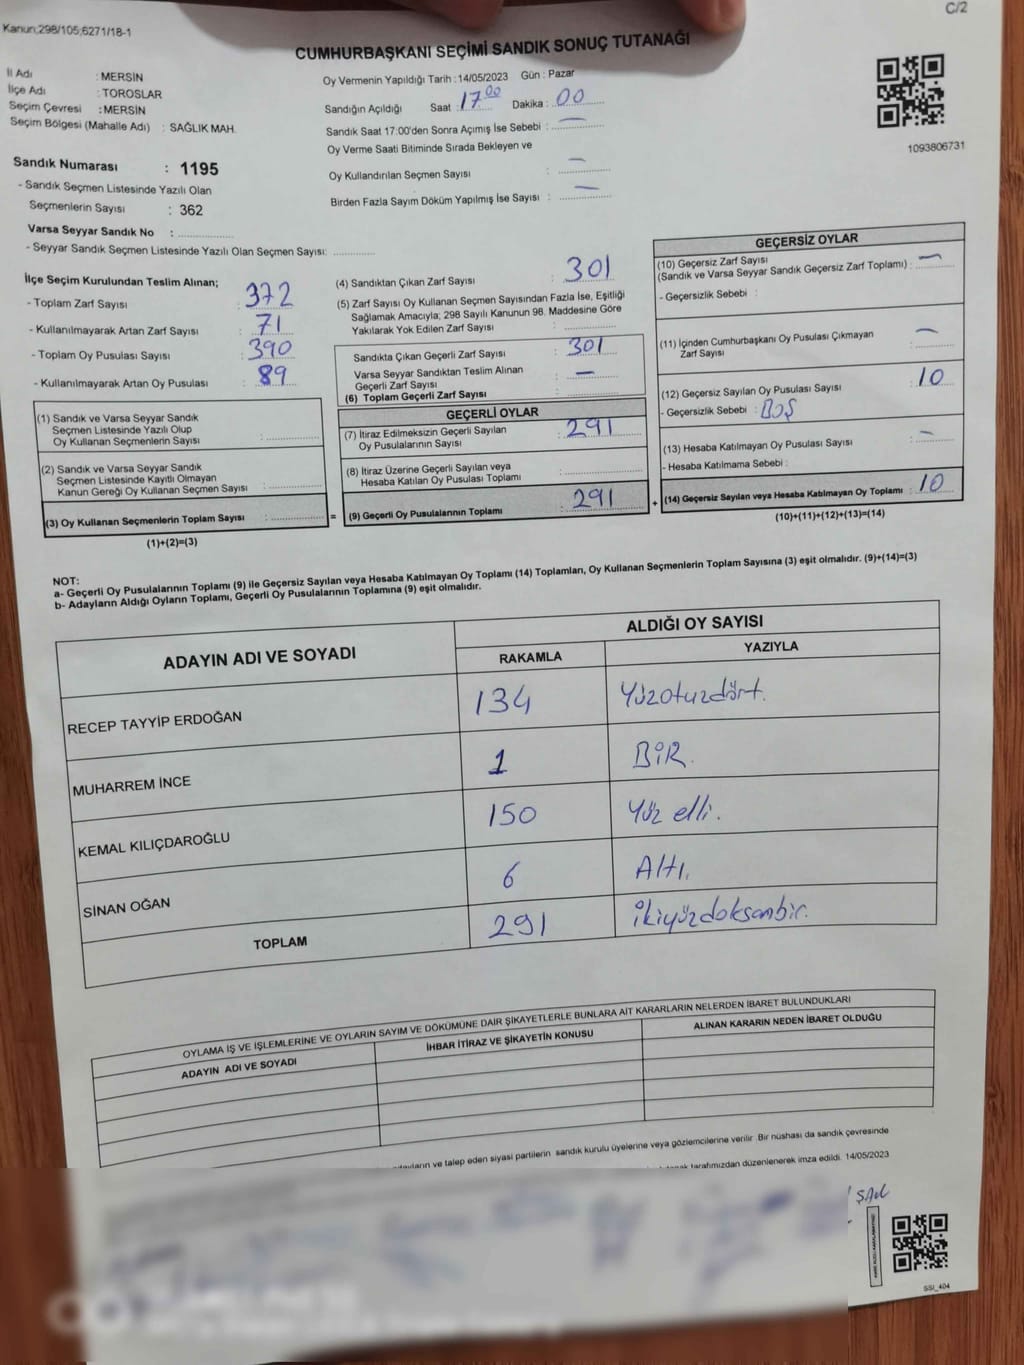 C/2
Kanun;298/105;6271/18-1
CUMHURBAŞKANI SEÇİMİ SANDIK SONUÇ TUTANAĞI
İl Adı : MERSİN
İlçe Adı : TOROSLAR
Seçim Çevresi : MERSİN
Seçim Bölgesi (Mahalle Adı) : SAĞLIK MAH.
Oy Vermenin Yapıldığı Tarih :14/05/2023 Gün : Pazar
Sandığın Açıldığı Saat : 17⁰⁰ Dakika : 00
Sandık Saat 17:00'den Sonra Açımış İse Sebebi : —
Oy Verme Saati Bitiminde Sırada Bekleyen ve
Oy Kullandırılan Seçmen Sayısı : —
Birden Fazla Sayım Döküm Yapılmış İse Sayısı : —
1093806731
Sandık Numarası : 1195
- Sandık Seçmen Listesinde Yazılı Olan
Seçmenlerin Sayısı : 362
Varsa Seyyar Sandık No :
- Seyyar Sandık Seçmen Listesinde Yazılı Olan Seçmen Sayısı:
İlçe Seçim Kurulundan Teslim Alınan;
- Toplam Zarf Sayısı : 372
- Kullanılmayarak Artan Zarf Sayısı : 71
- Toplam Oy Pusulası Sayısı : 390
- Kullanılmayarak Artan Oy Pusulası : 89
(1) Sandık ve Varsa Seyyar Sandık
Seçmen Listesinde Yazılı Olup
Oy Kullanan Seçmenlerin Sayısı :
(2) Sandık ve Varsa Seyyar Sandık
Seçmen Listesinde Kayıtlı Olmayan
Kanun Gereği Oy Kullanan Seçmen Sayısı :
(3) Oy Kullanan Seçmenlerin Toplam Sayısı : =
(1)+(2)=(3)
(4) Sandıktan Çıkan Zarf Sayısı : 301
(5) Zarf Sayısı Oy Kullanan Seçmen Sayısından Fazla İse, Eşitliği
Sağlamak Amacıyla; 298 Sayılı Kanunun 98. Maddesine Göre
Yakılarak Yok Edilen Zarf Sayısı :
Sandıkta Çıkan Geçerli Zarf Sayısı : 301
Varsa Seyyar Sandıktan Teslim Alınan
Geçerli Zarf Sayısı : —
(6) Toplam Geçerli Zarf Sayısı :
GEÇERLİ OYLAR
(7) İtiraz Edilmeksizin Geçerli Sayılan
Oy Pusulalarının Sayısı : 291
(8) İtiraz Üzerine Geçerli Sayılan veya
Hesaba Katılan Oy Pusulası Toplamı :
(9) Geçerli Oy Pusulalarının Toplamı : 291 +
GEÇERSİZ OYLAR
(10) Geçersiz Zarf Sayısı
(Sandık ve Varsa Seyyar Sandık Geçersiz Zarf Toplamı) : —
- Geçersizlik Sebebi :
(11) İçinden Cumhurbaşkanı Oy Pusulası Çıkmayan
Zarf Sayısı : —
(12) Geçersiz Sayılan Oy Pusulası Sayısı : 10
- Geçersizlik Sebebi : BOŞ
(13) Hesaba Katılmayan Oy Pusulası Sayısı : —
- Hesaba Katılmama Sebebi :
(14) Geçersiz Sayılan veya Hesaba Katılmayan Oy Toplamı : 10
(10)+(11)+(12)+(13)=(14)
NOT:
a- Geçerli Oy Pusulalarının Toplamı (9) ile Geçersiz Sayılan veya Hesaba Katılmayan Oy Toplamı (14) Toplamları, Oy Kullanan Seçmenlerin Toplam Sayısına (3) eşit olmalıdır. (9)+(14)=(3)
b- Adayların Aldığı Oyların Toplamı, Geçerli Oy Pusulalarının Toplamına (9) eşit olmalıdır.
ADAYIN ADI VE SOYADI
ALDIĞI OY SAYISI
RAKAMLA YAZIYLA
RECEP TAYYİP ERDOĞAN 134 Yüzotuzdört.
MUHARREM İNCE 1 BİR.
KEMAL KILIÇDAROĞLU 150 Yüz elli.
SİNAN OĞAN 6 Altı.
TOPLAM 291 ikiyüzdoksanbir.
OYLAMA İŞ VE İŞLEMLERİNE VE OYLARIN SAYIM VE DÖKÜMÜNE DAİR ŞİKAYETLERLE BUNLARA AİT KARARLARIN NELERDEN İBARET BULUNDUKLARI
ADAYIN ADI VE SOYADI İHBAR İTİRAZ VE ŞİKAYETİN KONUSU ALINAN KARARIN NEDEN İBARET OLDUĞU
ve talep eden siyasi partilerin sandık kurulu üyelerine veya gözlemcilerine verilir. Bir nüshası da sandık çevresinde
tarafımızdan düzenlenerek imza edildi. 14/05/2023
SSI_404